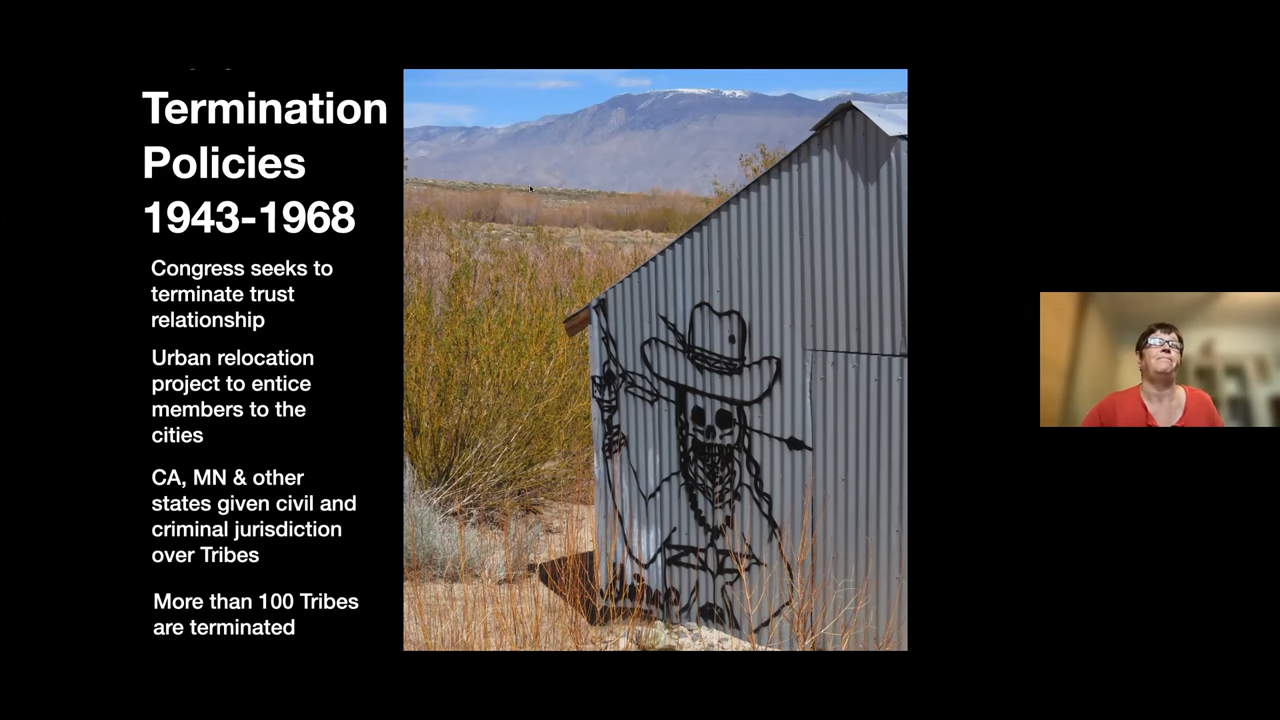 Termination
Policies
1943-1968
Congress seeks to
terminate trust
relationship
Urban relocation
project to entice
members to the
cities
CA, MN & other
states given civil and
criminal jurisdiction
over Tribes
More than 100 Tribes
are terminated